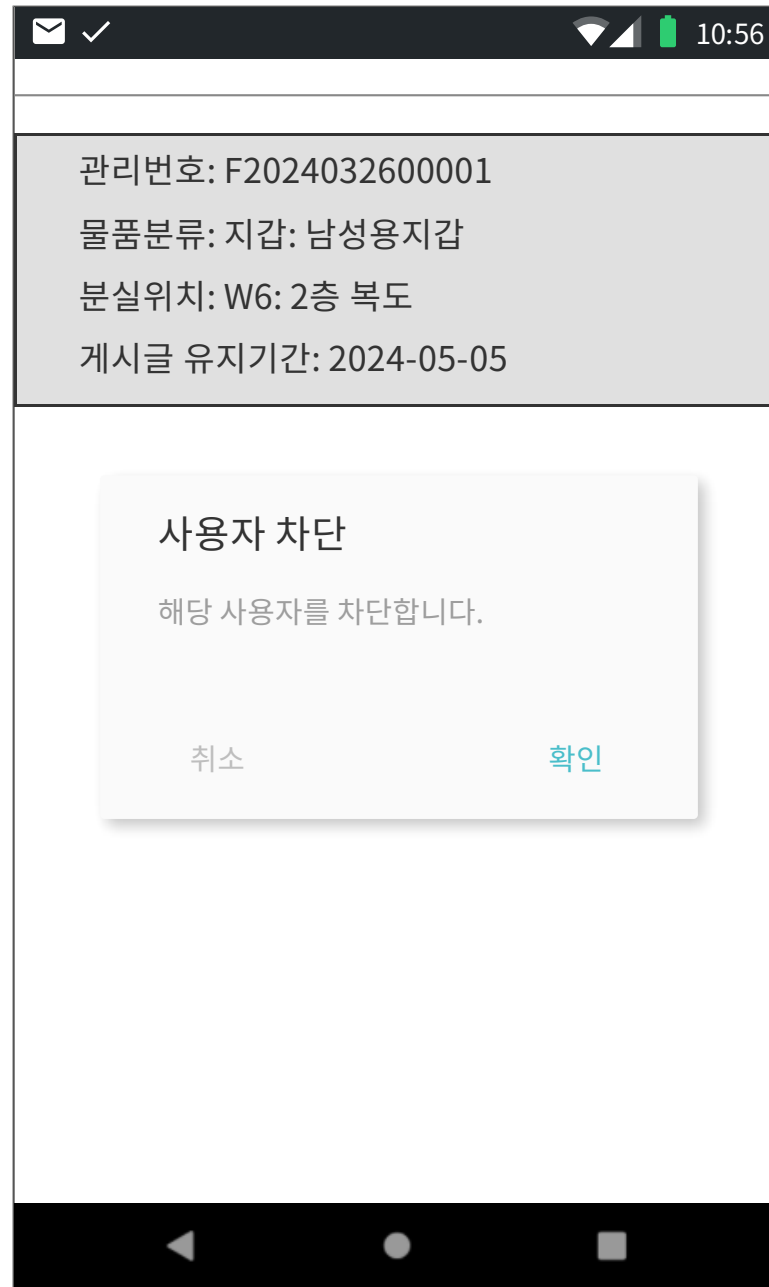 10:56
관리번호: F2024032600001
물품분류: 지갑: 남성용지갑
분실위치: W6: 2층 복도
게시글 유지기간: 2024-05-05
사용자 차단
해당 사용자를 차단합니다.
취소 확인